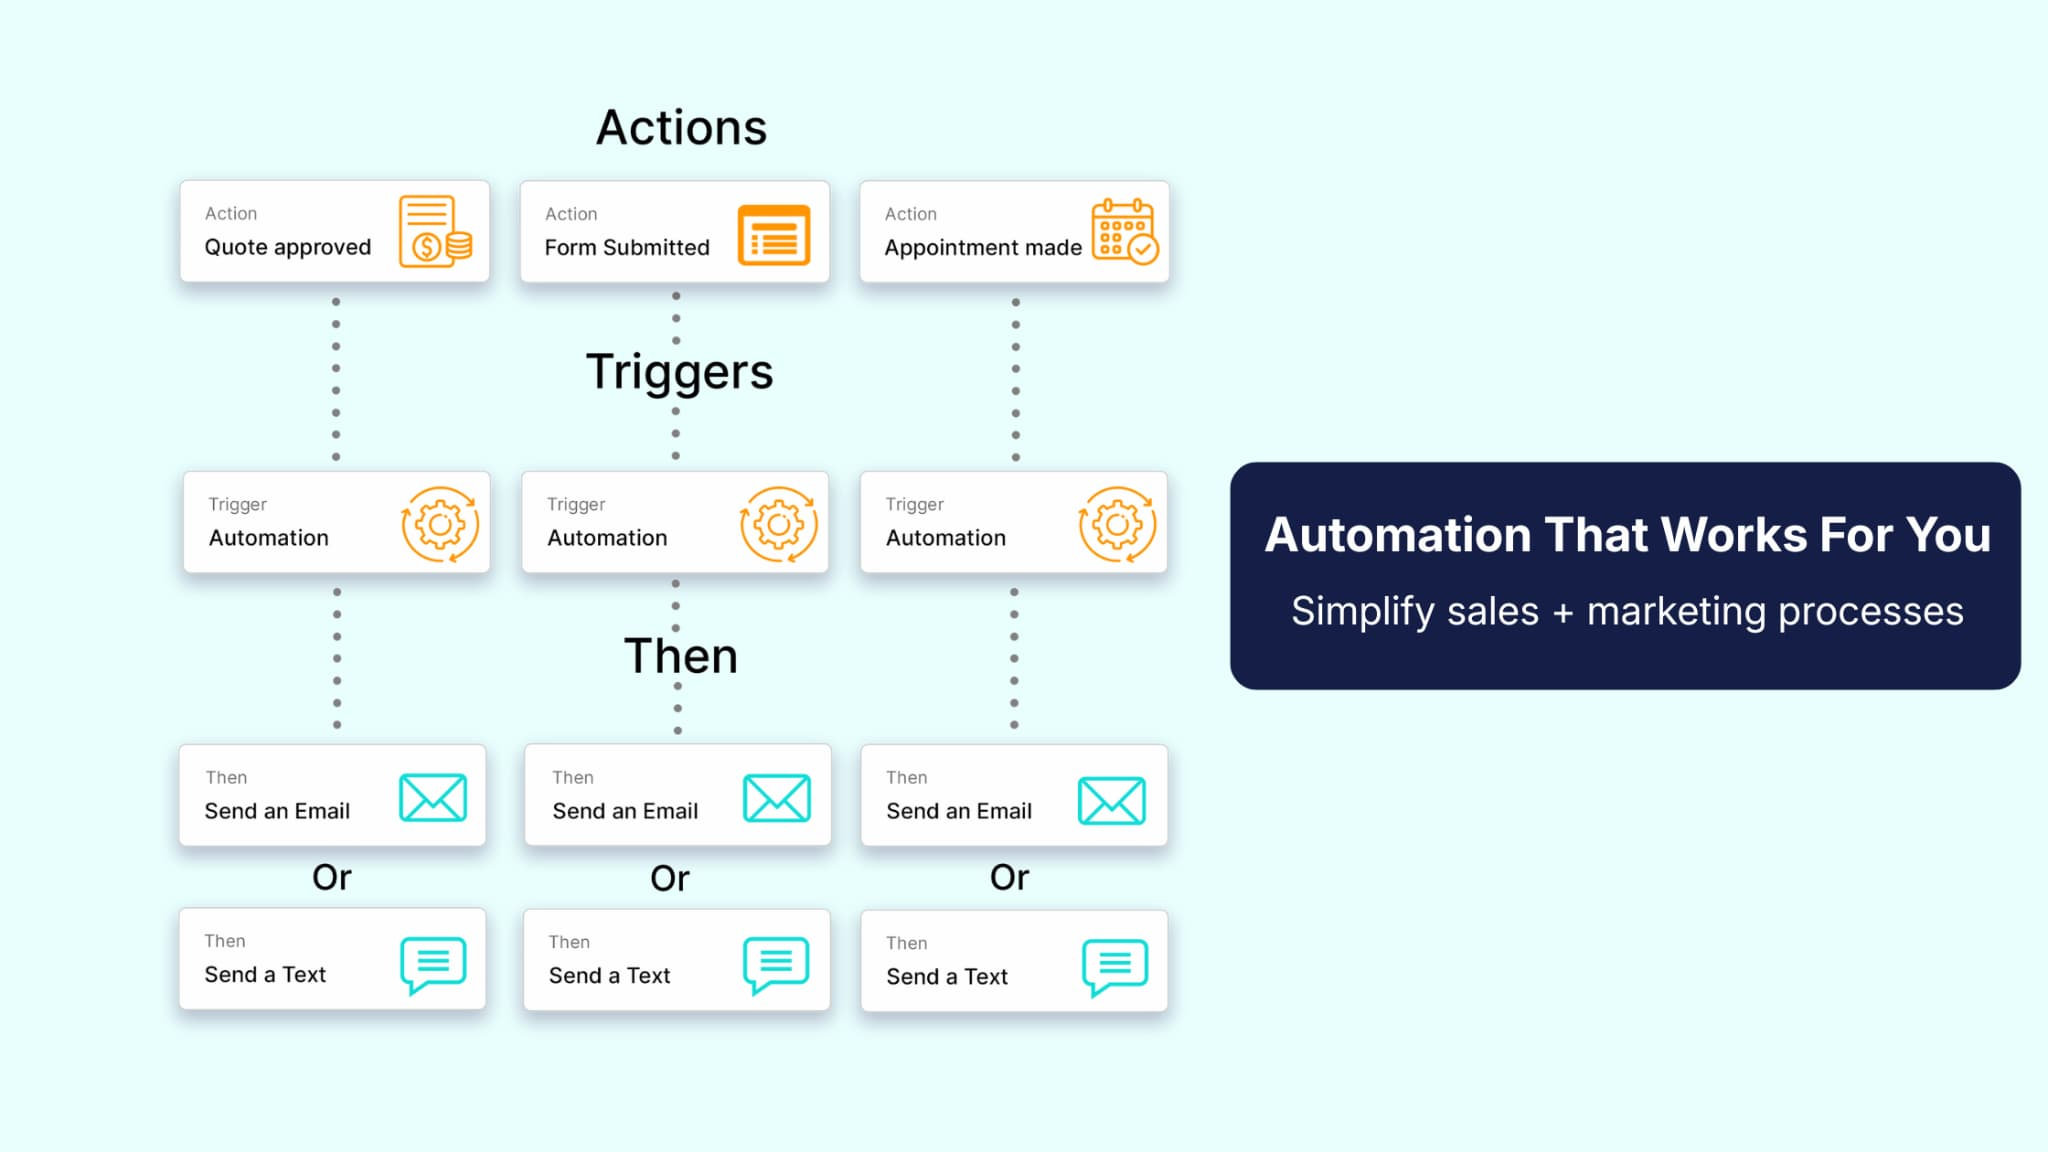 Actions
Action
Quote approved
Action
Form Submitted
Action
Appointment made
Triggers
Trigger
Automation
Trigger
Automation
Trigger
Automation
Then
Then
Send an Email
Then
Send an Email
Then
Send an Email
Or
Or
Or
Then
Send a Text
Then
Send a Text
Then
Send a Text
Automation That Works For You
Simplify sales + marketing processes